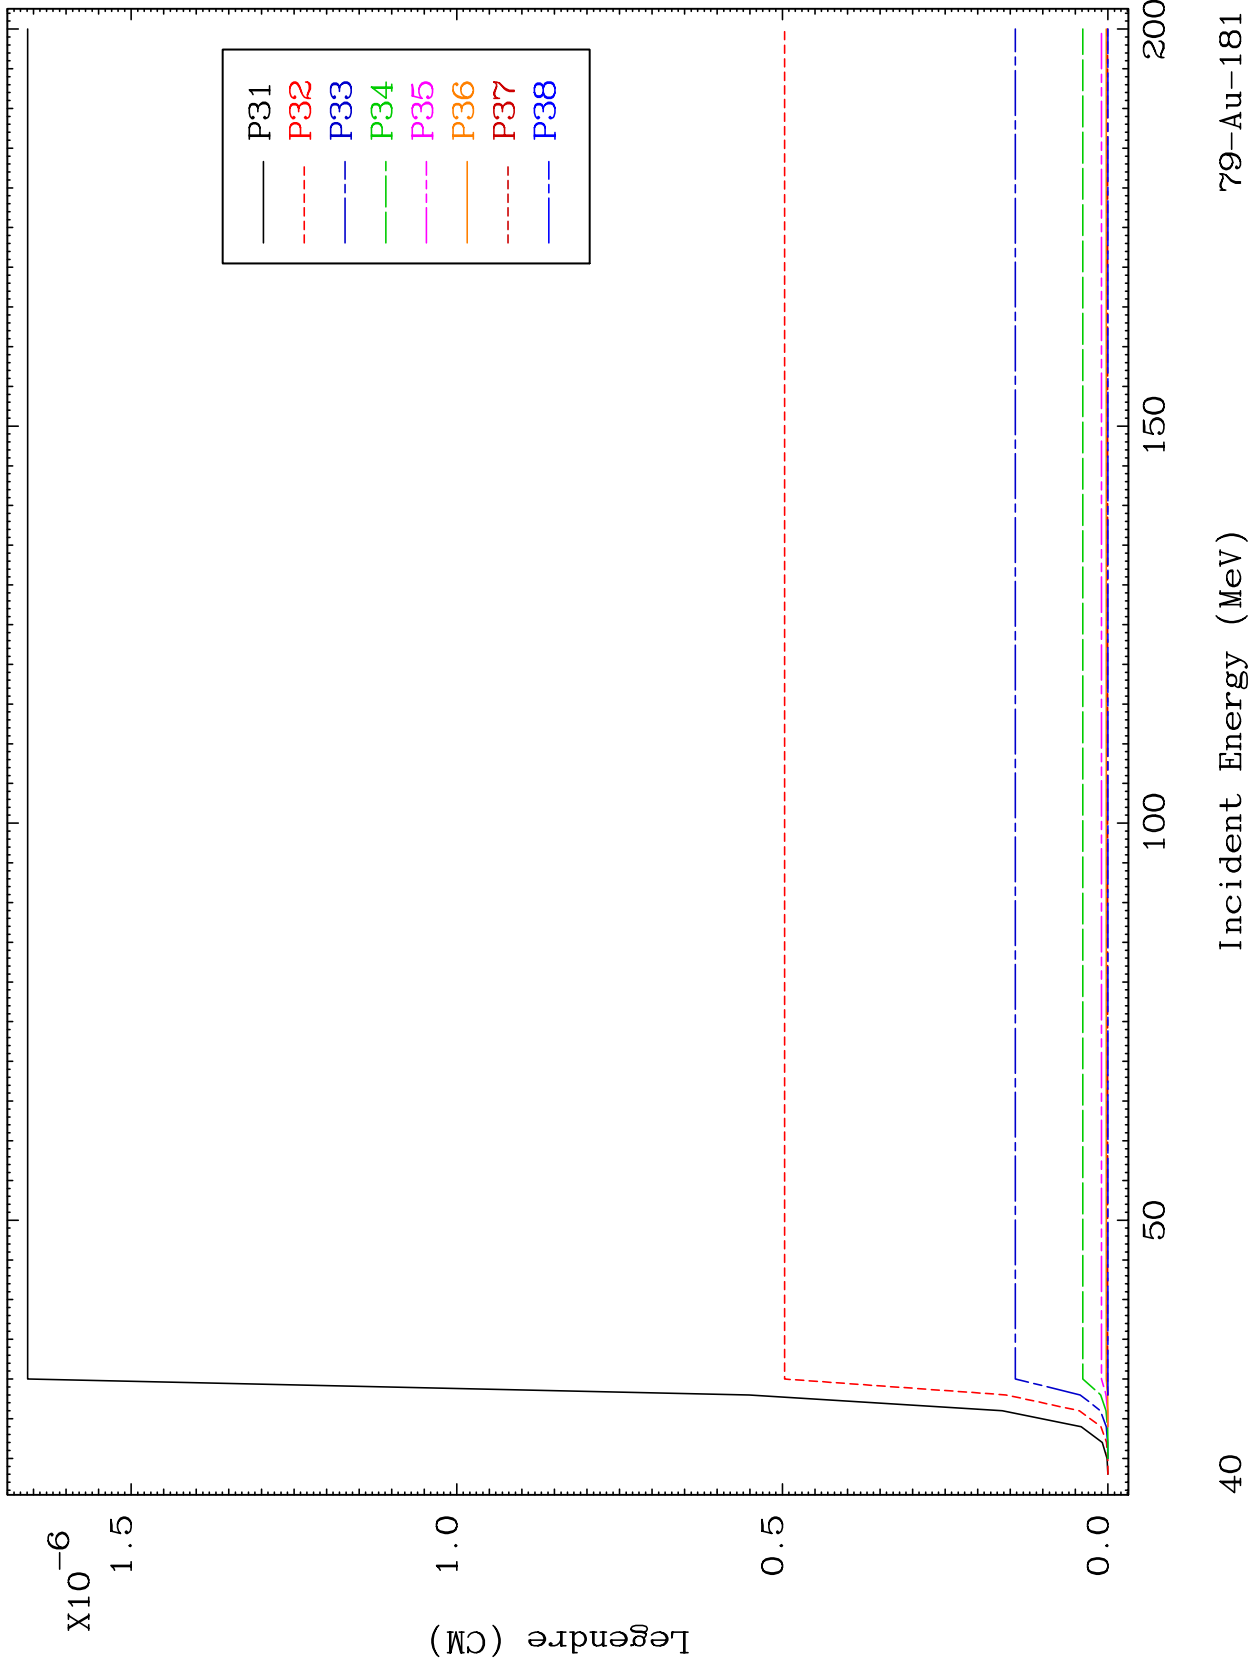 X10⁻⁶
1.5
1.0
0.5
0.0
Legendre (CM)
P31
P32
P33
P34
P35
P36
P37
P38
50
100
150
200
40
Incident Energy (MeV)
79-Au-181